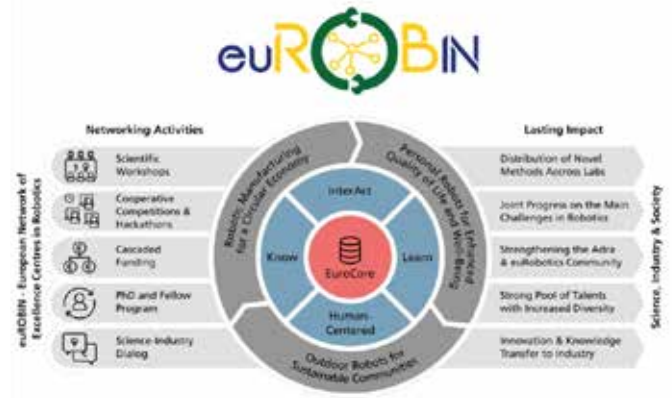 euROBIN
Networking Activities
Lasting Impact
euROBIN - European Network of
Excellence Centres in Robotics
Scientific
Workshops
Cooperative
Competitions &
Hackathons
Cascaded
Funding
PhD and Fellow
Program
Science-Industry
Dialog
Robotic Manufacturing
for a Circular Economy
Personal Robots for Enhanced
Quality of Life and Well-Being
Outdoor Robots for
Sustainable Communities
InterAct
Know
Learn
EuroCore
Human-
Centered
Distribution of Novel
Methods Accross Labs
Joint Progress on the Main
Challenges in Robotics
Strengthening the Adra
& euRobotics Community
Strong Pool of Talents
with Increased Diversity
Innovation & Knowledge
Transfer to Industry
Science, Industry & Society